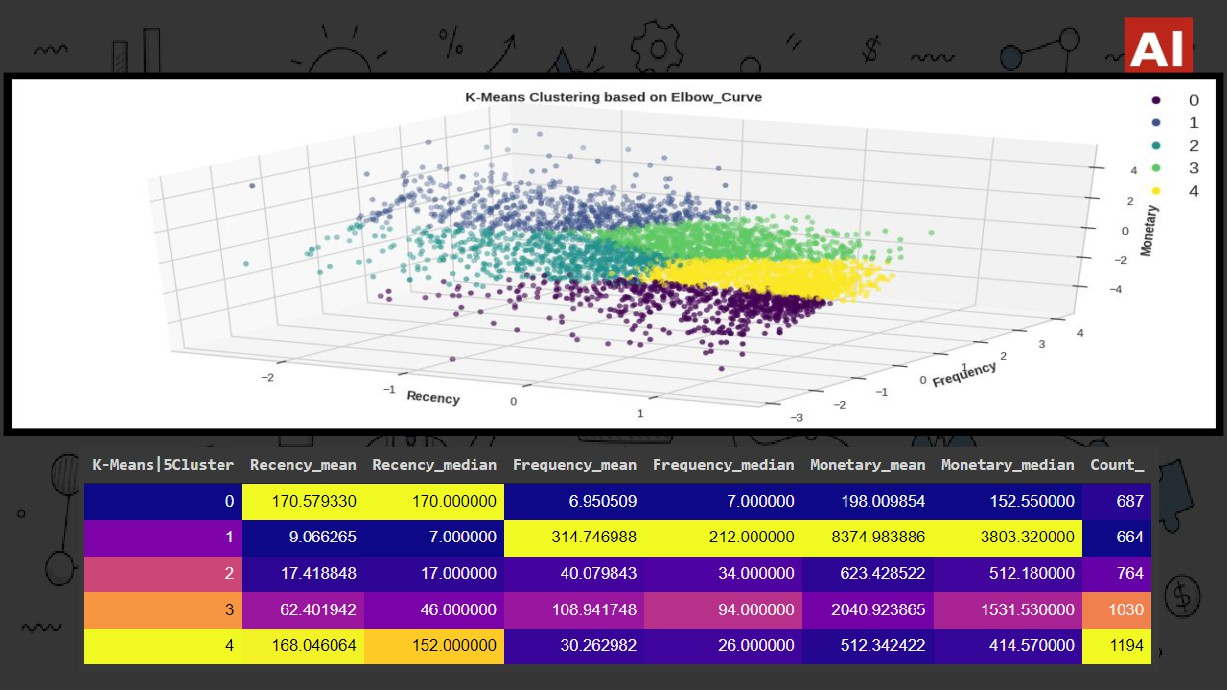 AI
K-Means Clustering based on Elbow_Curve
0
1
2
3
4
4
2
0
−2
−4
Monetary
−2
−1
0
1
Recency
−3
−2
−1
0
1
2
3
4
Frequency
%
$
$
K-Means|5Cluster Recency_mean Recency_median Frequency_mean Frequency_median Monetary_mean Monetary_median Count_
0 170.579330 170.000000 6.950509 7.000000 198.009854 152.550000 687
1 9.066265 7.000000 314.746988 212.000000 8374.983886 3803.320000 664
2 17.418848 17.000000 40.079843 34.000000 623.428522 512.180000 764
3 62.401942 46.000000 108.941748 94.000000 2040.923865 1531.530000 1030
4 168.046064 152.000000 30.262982 26.000000 512.342422 414.570000 1194